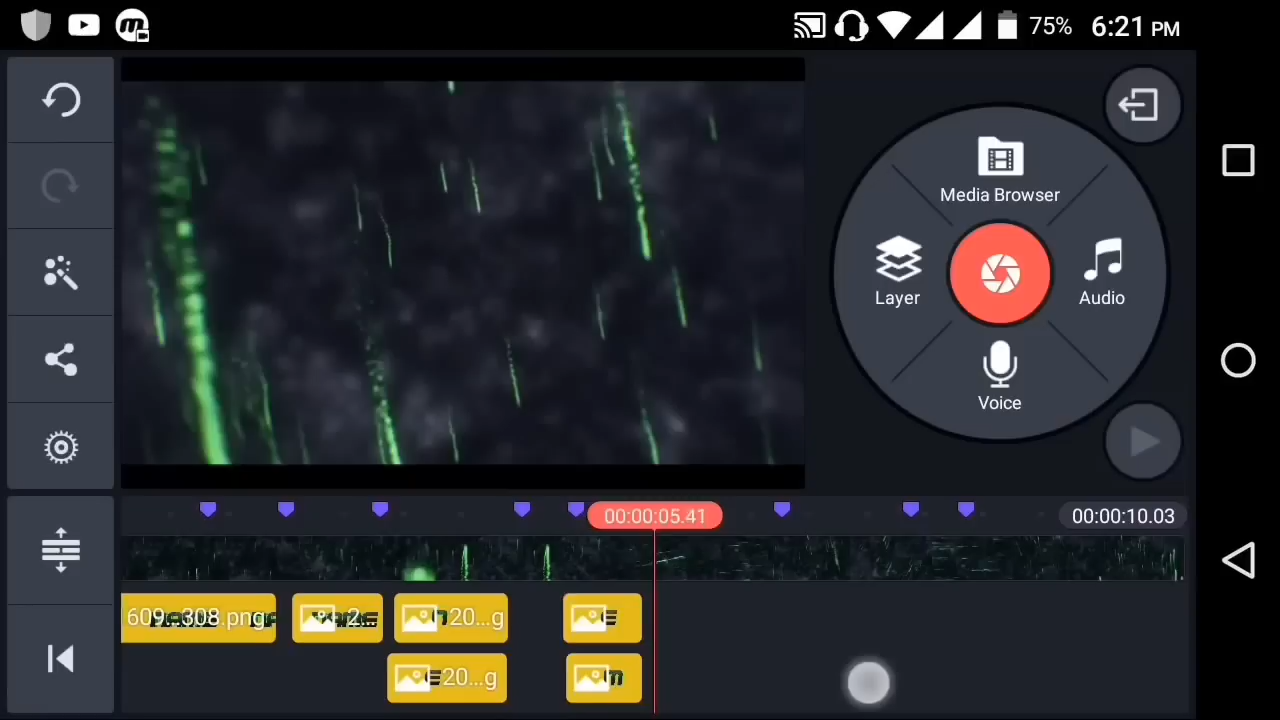 75% 6:21 PM
Media Browser
Layer
Audio
Voice
00:00:05.41
00:00:10.03
609...308.png
2...
20...g
20...g